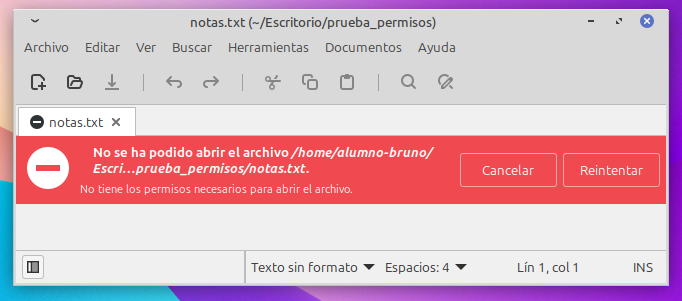 notas.txt (~/Escritorio/prueba_permisos)
Archivo Editar Ver Buscar Herramientas Documentos Ayuda
notas.txt
No se ha podido abrir el archivo /home/alumno-bruno/
Escri…prueba_permisos/notas.txt.
No tiene los permisos necesarios para abrir el archivo.
Cancelar
Reintentar
Texto sin formato Espacios: 4 Lín 1, col 1 INS